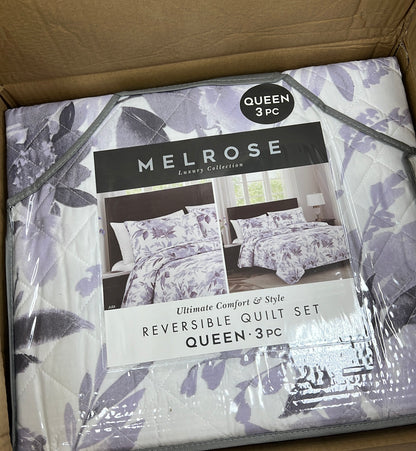 QUEEN
3 PC
MELROSE
Luxury Collection
Ultimate Comfort & Style
REVERSIBLE QUILT SET
QUEEN · 3 PC